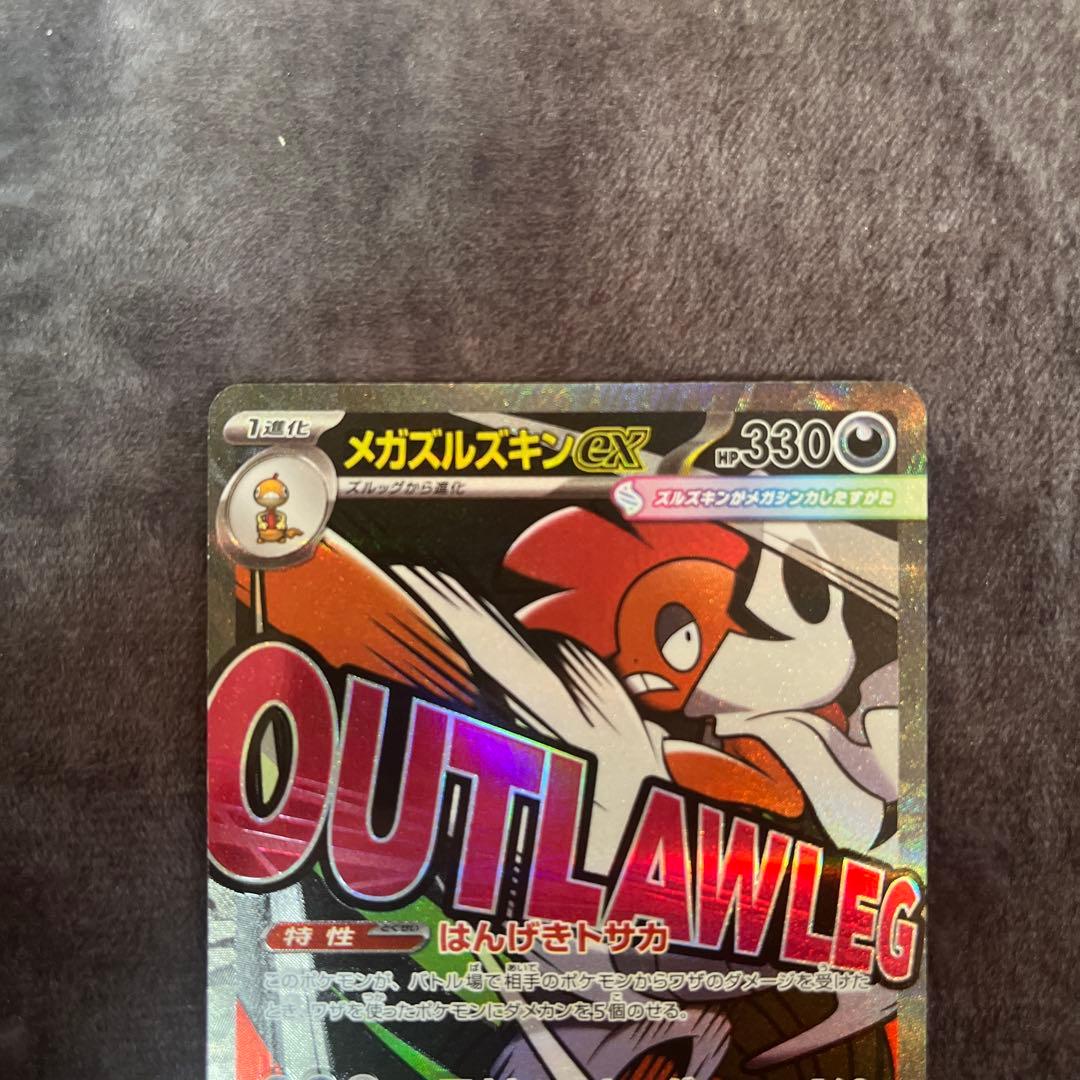 1進化
メガズルズキンex
HP330
ズルッグから進化
ズルズキンがメガシンカしたすがた
OUTLAWLEG
特性
とくせい
はんげきトサカ
このポケモンが、バトル場で相手のポケモンからワザのダメージを受けた
とき、ワザを使ったポケモンにダメカンを5個のせる。